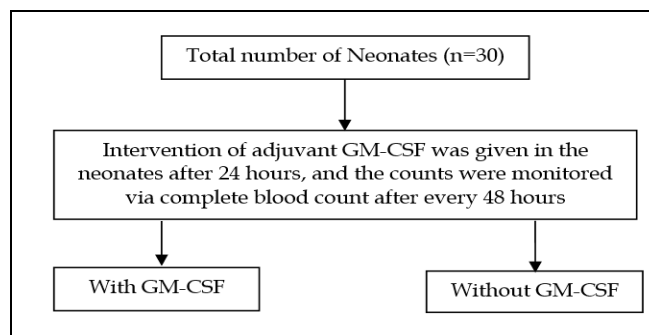 Total number of Neonates (n=30)
Intervention of adjuvant GM-CSF was given in the
neonates after 24 hours, and the counts were monitored
via complete blood count after every 48 hours
With GM-CSF
Without GM-CSF